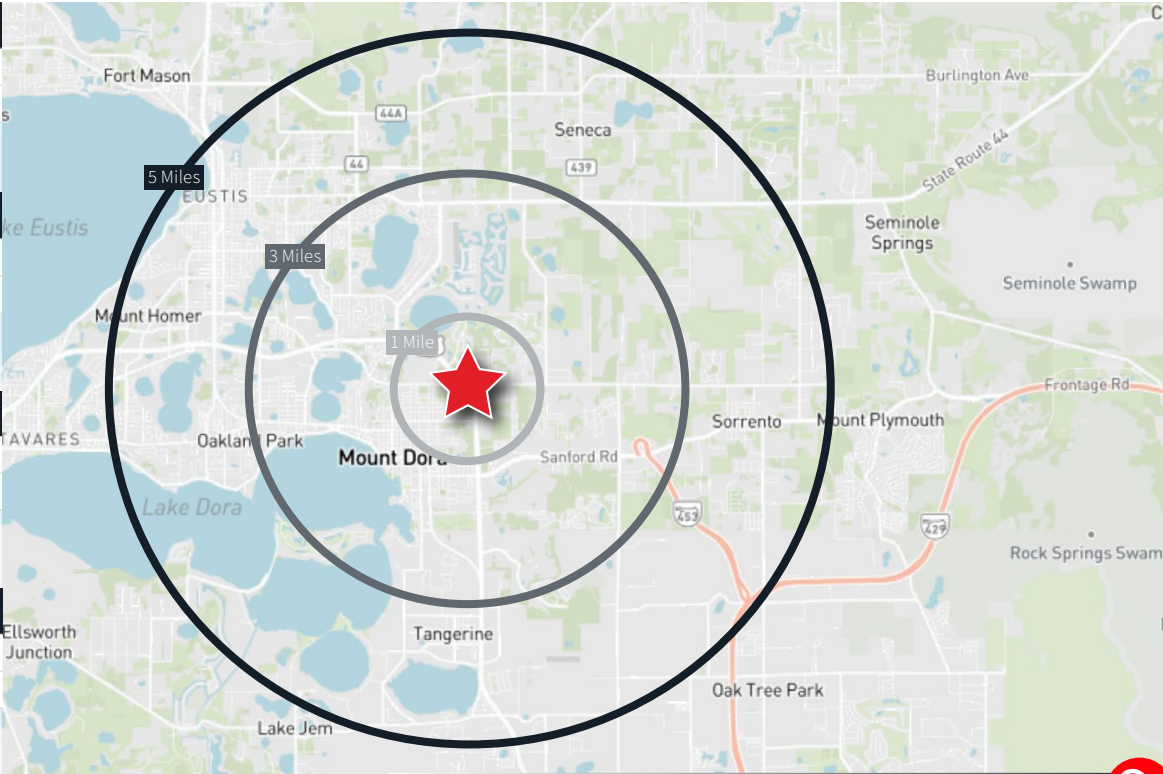 C
Fort Mason
Burlington Ave
s
44A
Seneca
State Route 44
44
439
5 Miles
EUSTIS
ke Eustis
Seminole
Springs
3 Miles
Seminole Swamp
Mount Homer
1 Mile
Frontage Rd
Sorrento
Mount Plymouth
TAVARES
Oakland Park
Mount Dora
Sanford Rd
Lake Dora
453
429
Rock Springs Swam
Ellsworth
Junction
Tangerine
Oak Tree Park
Lake Jem